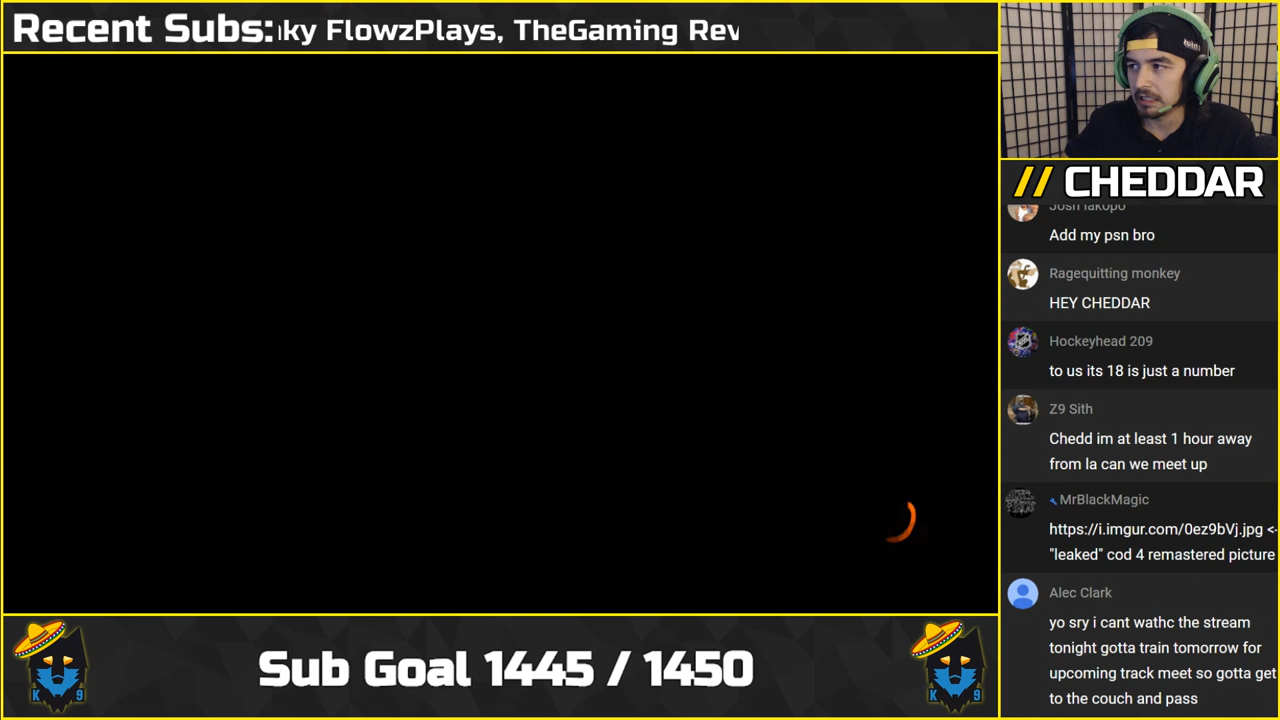 Recent Subs: ky FlowzPlays, TheGaming Rev
// CHEDDAR
Josh Iakopo
Add my psn bro
Ragequitting monkey
HEY CHEDDAR
Hockeyhead 209
to us its 18 is just a number
Z9 Sith
Chedd im at least 1 hour away
from la can we meet up
MrBlackMagic
https://i.imgur.com/0ez9bVj.jpg <-
"leaked" cod 4 remastered picture
Alec Clark
yo sry i cant wathc the stream
tonight gotta train tomorrow for
upcoming track meet so gotta get
to the couch and pass
K 9
Sub Goal 1445 / 1450
K 9